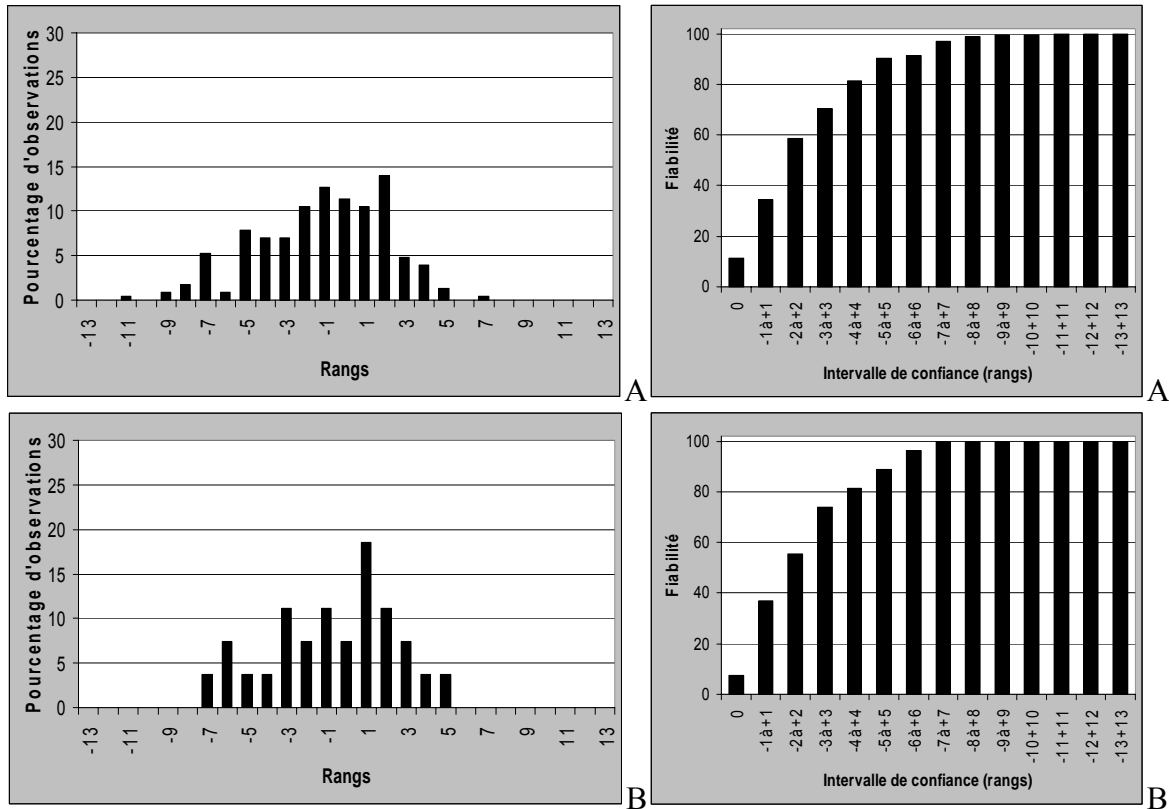 Pourcentage d'observations
30
25
20
15
10
5
0
-13
-11
-9
-7
-5
-3
-1
1
3
5
7
9
11
13
Rangs
A
Fiabilité
100
80
60
40
20
0
0
-1à+1
-2à+2
-3à+3
-4à+4
-5à+5
-6à+6
-7à+7
-8à+8
-9à+9
-10+10
-11+11
-12+12
-13+13
Intervalle de confiance (rangs)
A
Pourcentage d'observations
30
25
20
15
10
5
0
-13
-11
-9
-7
-5
-3
-1
1
3
5
7
9
11
13
Rangs
B
Fiabilité
100
80
60
40
20
0
0
-1à+1
-2à+2
-3à+3
-4à+4
-5à+5
-6à+6
-7à+7
-8à+8
-9à+9
-10+10
-11+11
-12+12
-13+13
Intervalle de confiance (rangs)
B